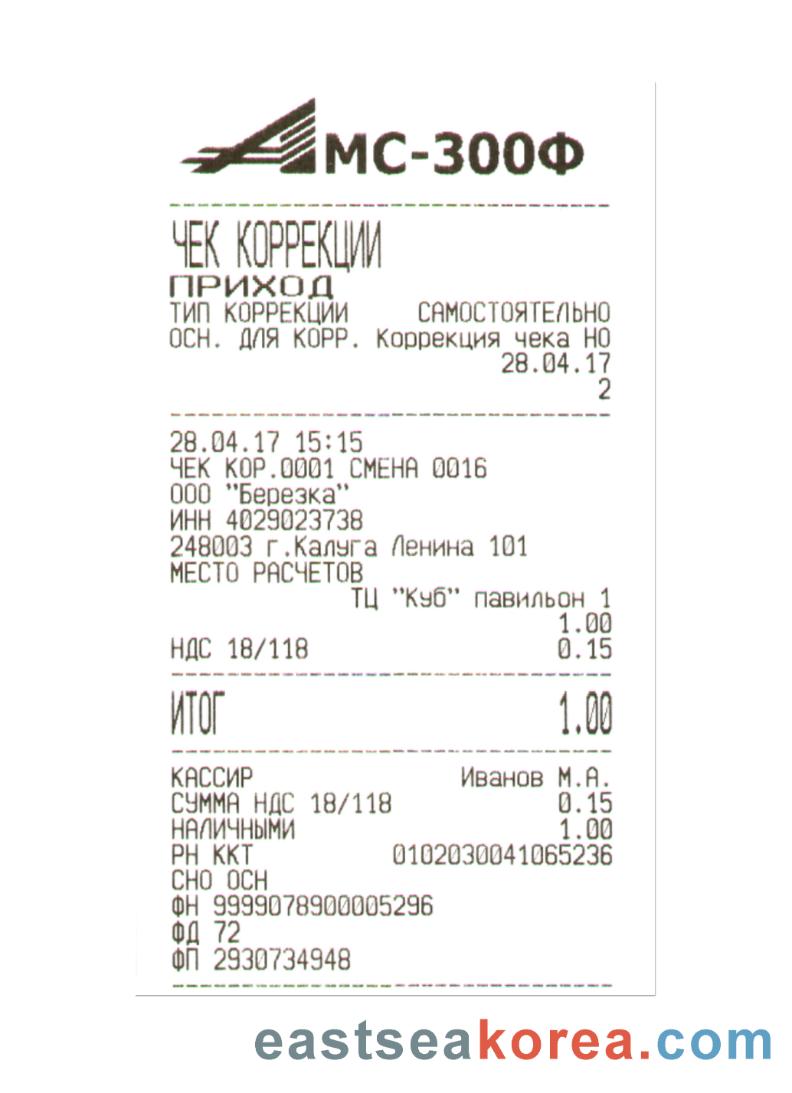 АМС-300Ф
ЧЕК КОРРЕКЦИИ
ПРИХОД
ТИП КОРРЕКЦИИ САМОСТОЯТЕЛЬНО
ОСН. ДЛЯ КОРР. Коррекция чека НО
28.04.17
2
28.04.17 15:15
ЧЕК КОР.0001 СМЕНА 0016
ООО "Березка"
ИНН 4029023738
248003 г.Калуга Ленина 101
МЕСТО РАСЧЕТОВ
ТЦ "Куб" павильон 1
1.00
НДС 18/118 0.15
ИТОГ 1.00
КАССИР Иванов М.А.
СУММА НДС 18/118 0.15
НАЛИЧНЫМИ 1.00
РН ККТ 0102030041065236
СНО ОСН
ФН 9999078900005296
ФД 72
ФП 2930734948
eastseakorea.com